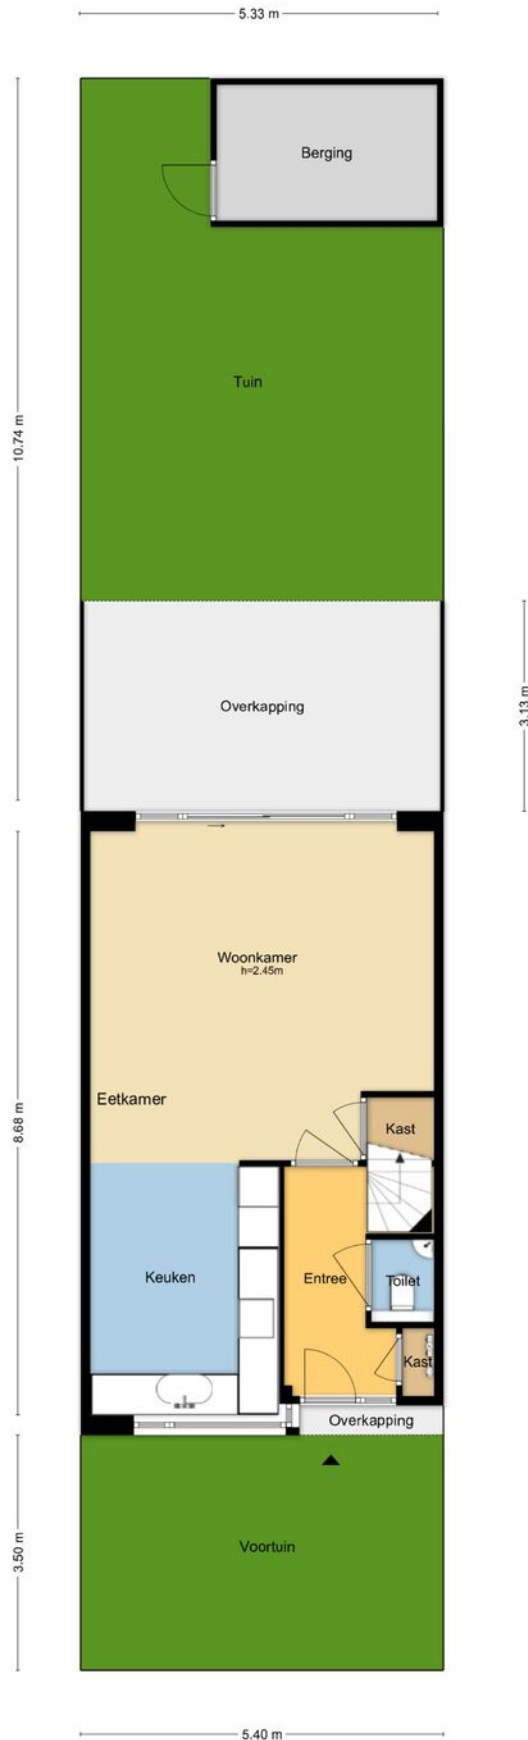 5.33 m
Berging
Tuin
10.74 m
Overkapping
3.13 m
Woonkamer
h=2.45m
Eetkamer
Kast
8.68 m
Keuken
Entree
Toilet
Kast
Overkapping
Voortuin
3.50 m
5.40 m